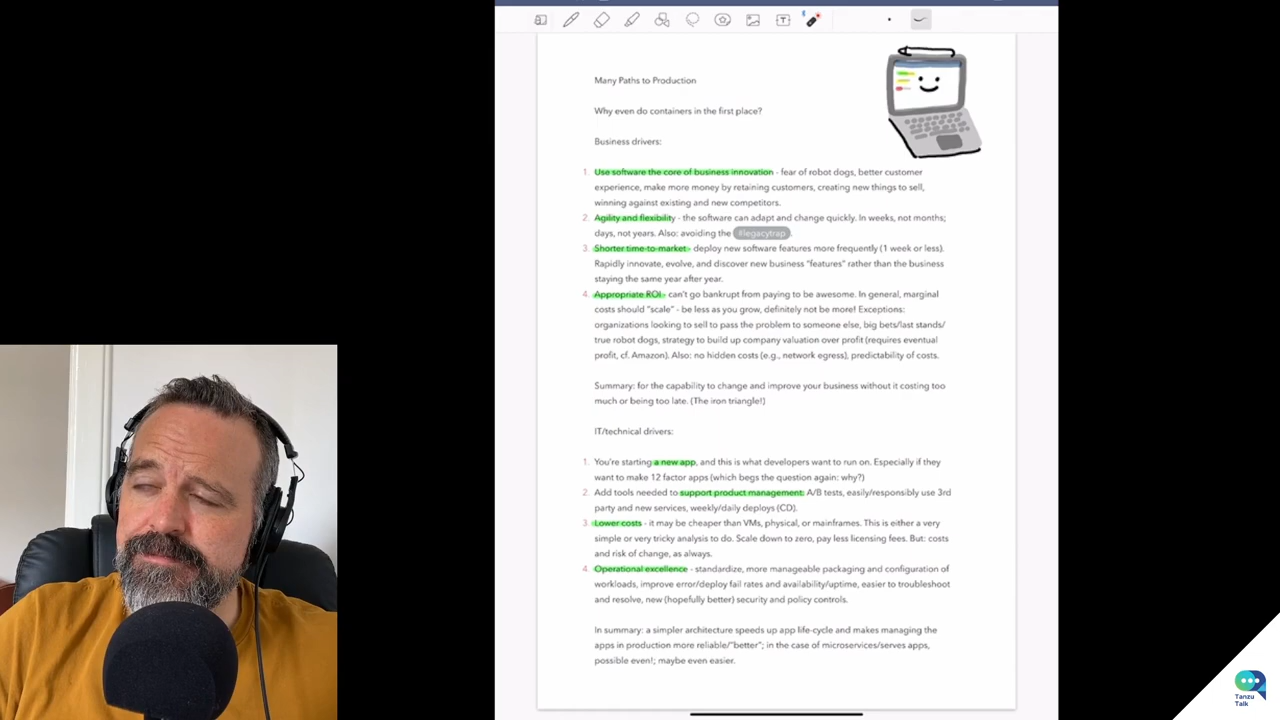 Many Paths to Production
Why even do containers in the first place?
Business drivers:
1. Use software the core of business innovation - fear of robot dogs, better customer
experience, make more money by retaining customers, creating new things to sell,
winning against existing and new competitors.
2. Agility and flexibility - the software can adapt and change quickly. In weeks, not months;
days, not years. Also: avoiding the #legacytrap.
3. Shorter time to market - deploy new software features more frequently (1 week or less).
Rapidly innovate, evolve, and discover new business "features" rather than the business
staying the same year after year.
4. Appropriate ROI - can't go bankrupt from paying to be awesome. In general, marginal
costs should "scale" - be less as you grow, definitely not be more! Exceptions:
organizations looking to sell to pass the problem to someone else, big bets/last stands/
true robot dogs, strategy to build up company valuation over profit (requires eventual
profit, cf. Amazon). Also: no hidden costs (e.g., network egress), predictability of costs.
Summary: for the capability to change and improve your business without it costing too
much or being too late. (The iron triangle!)
IT/technical drivers:
1. You're starting a new app, and this is what developers want to run on. Especially if they
want to make 12 factor apps (which begs the question again: why?)
2. Add tools needed to support product management: A/B tests, easily/responsibly use 3rd
party and new services, weekly/daily deploys (CD).
3. Lower costs - it may be cheaper than VMs, physical, or mainframes. This is either a very
simple or very tricky analysis to do. Scale down to zero, pay less licensing fees. But: costs
and risk of change, as always.
4. Operational excellence - standardize, more manageable packaging and configuration of
workloads, improve error/deploy fail rates and availability/uptime, easier to troubleshoot
and resolve, new (hopefully better) security and policy controls.
In summary: a simpler architecture speeds up app life-cycle and makes managing the
apps in production more reliable/"better"; in the case of microservices/serves apps,
possible even!; maybe even easier.
Tanzu
Talk